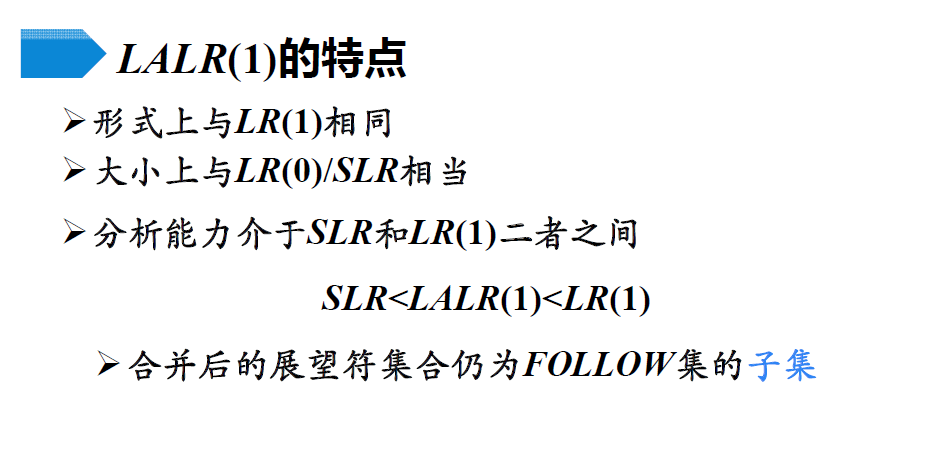 LALR(1)的特点
➢形式上与LR(1)相同
➢大小上与LR(0)/SLR相当
➢分析能力介于SLR和LR(1)二者之间
SLR<LALR(1)<LR(1)
➢合并后的展望符集合仍为FOLLOW集的子集